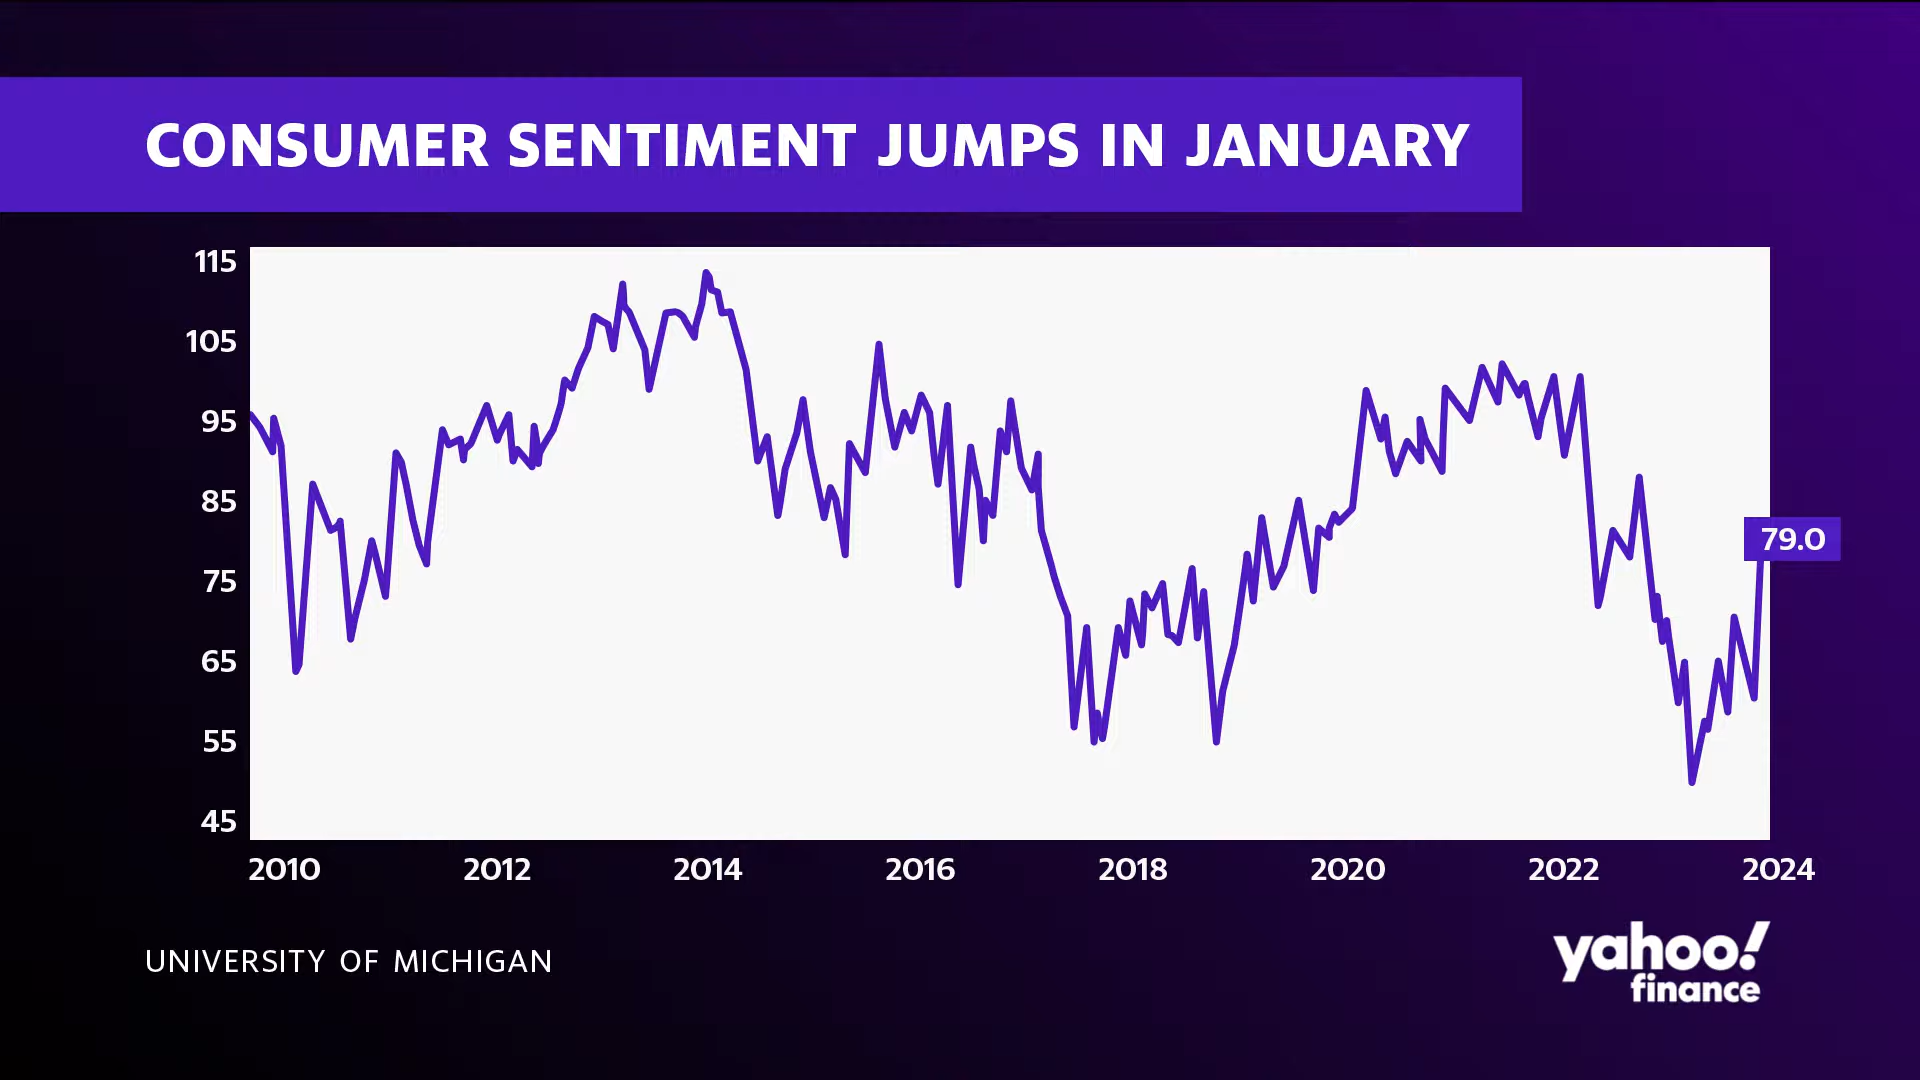 CONSUMER SENTIMENT JUMPS IN JANUARY
115
105
95
85
79.0
75
65
55
45
2010 2012 2014 2016 2018 2020 2022 2024
UNIVERSITY OF MICHIGAN
yahoo!
finance